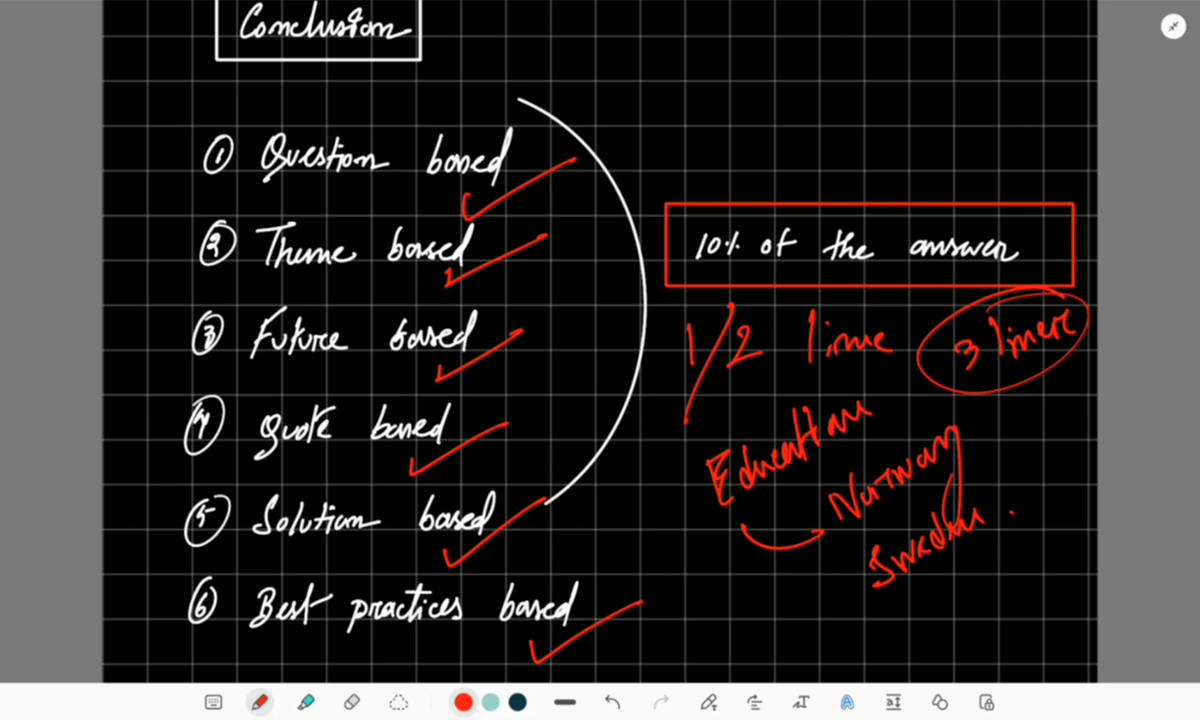 Conclusion
① Question based
② Theme based
③ Future based
④ Quote based
⑤ Solution based
⑥ Best practices based
10% of the answer
1/2 line
3 liner
Education
Norway
Sweden.